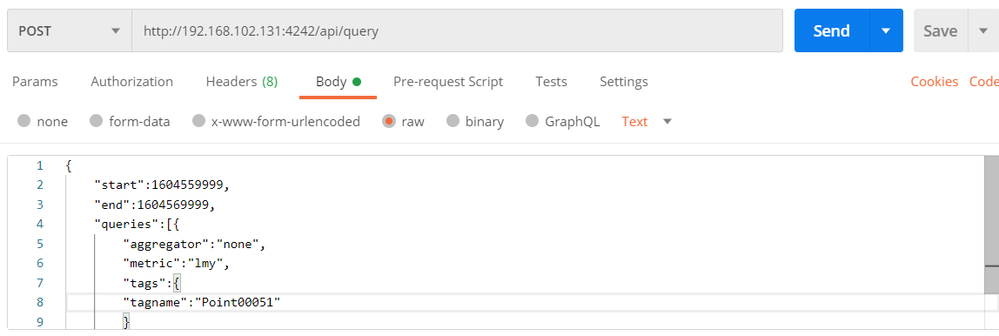 POST http://192.168.102.131:4242/api/query Send Save
Params Authorization Headers (8) Body Pre-request Script Tests Settings Cookies Code
none form-data x-www-form-urlencoded raw binary GraphQL Text
1 {
2 "start":1604559999,
3 "end":1604569999,
4 "queries":[{
5 "aggregator":"none",
6 "metric":"lmy",
7 "tags":{
8 "tagname":"Point00051"
9 }